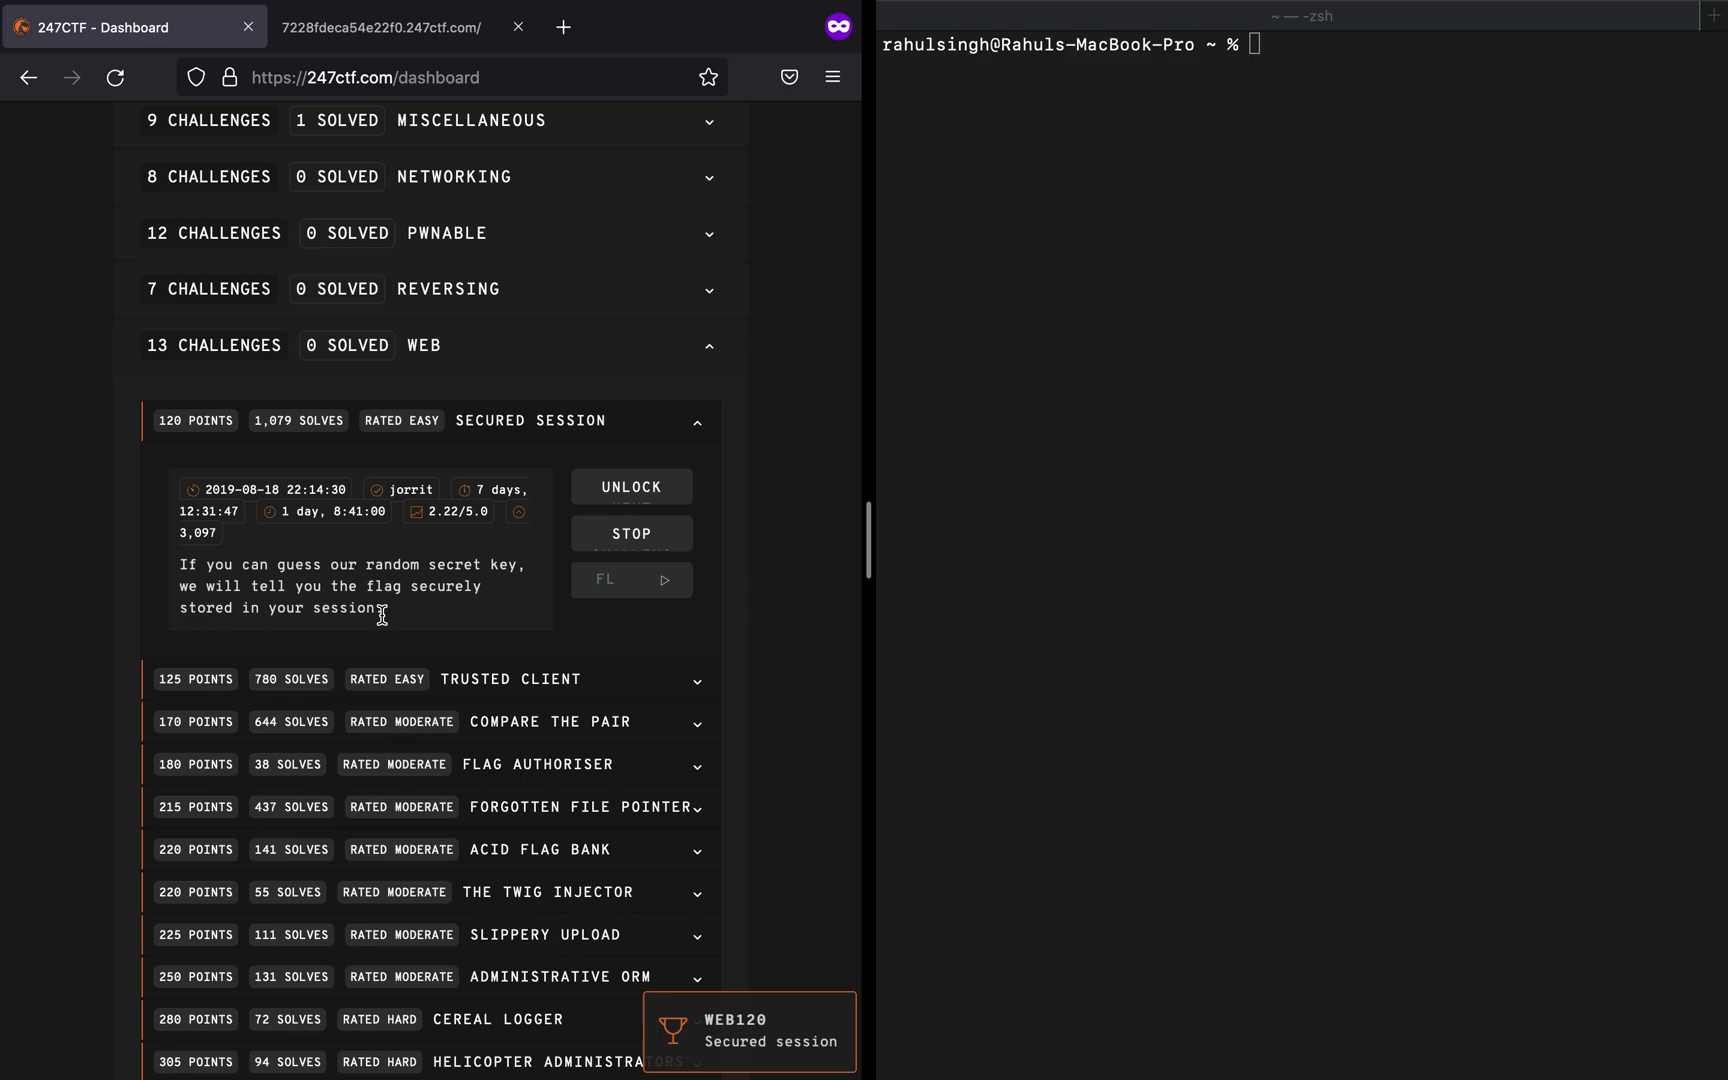 247CTF - Dashboard
7228fdeca54e22f0.247ctf.com/
https://247ctf.com/dashboard
~ — -zsh
rahulsingh@Rahuls-MacBook-Pro ~ %
9 CHALLENGES 1 SOLVED MISCELLANEOUS
8 CHALLENGES 0 SOLVED NETWORKING
12 CHALLENGES 0 SOLVED PWNABLE
7 CHALLENGES 0 SOLVED REVERSING
13 CHALLENGES 0 SOLVED WEB
120 POINTS 1,079 SOLVES RATED EASY SECURED SESSION
2019-08-18 22:14:30 jorrit 7 days,
12:31:47 1 day, 8:41:00 2.22/5.0
3,097
If you can guess our random secret key,
we will tell you the flag securely
stored in your session
UNLOCK
STOP
FL
125 POINTS 780 SOLVES RATED EASY TRUSTED CLIENT
170 POINTS 644 SOLVES RATED MODERATE COMPARE THE PAIR
180 POINTS 38 SOLVES RATED MODERATE FLAG AUTHORISER
215 POINTS 437 SOLVES RATED MODERATE FORGOTTEN FILE POINTER
220 POINTS 141 SOLVES RATED MODERATE ACID FLAG BANK
220 POINTS 55 SOLVES RATED MODERATE THE TWIG INJECTOR
225 POINTS 111 SOLVES RATED MODERATE SLIPPERY UPLOAD
250 POINTS 131 SOLVES RATED MODERATE ADMINISTRATIVE ORM
280 POINTS 72 SOLVES RATED HARD CEREAL LOGGER
305 POINTS 94 SOLVES RATED HARD HELICOPTER ADMINISTRATORS
WEB120
Secured session